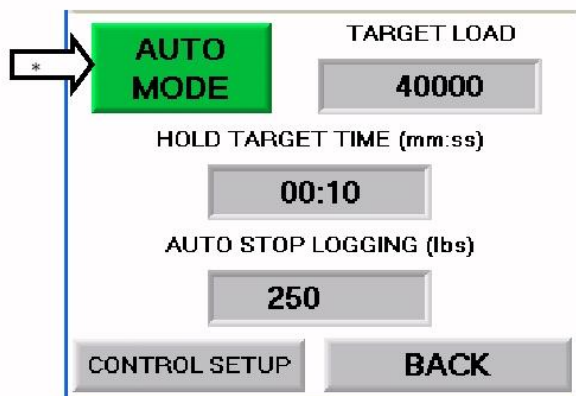 *
AUTO
MODE
TARGET LOAD
40000
HOLD TARGET TIME (mm:ss)
00:10
AUTO STOP LOGGING (lbs)
250
CONTROL SETUP
BACK